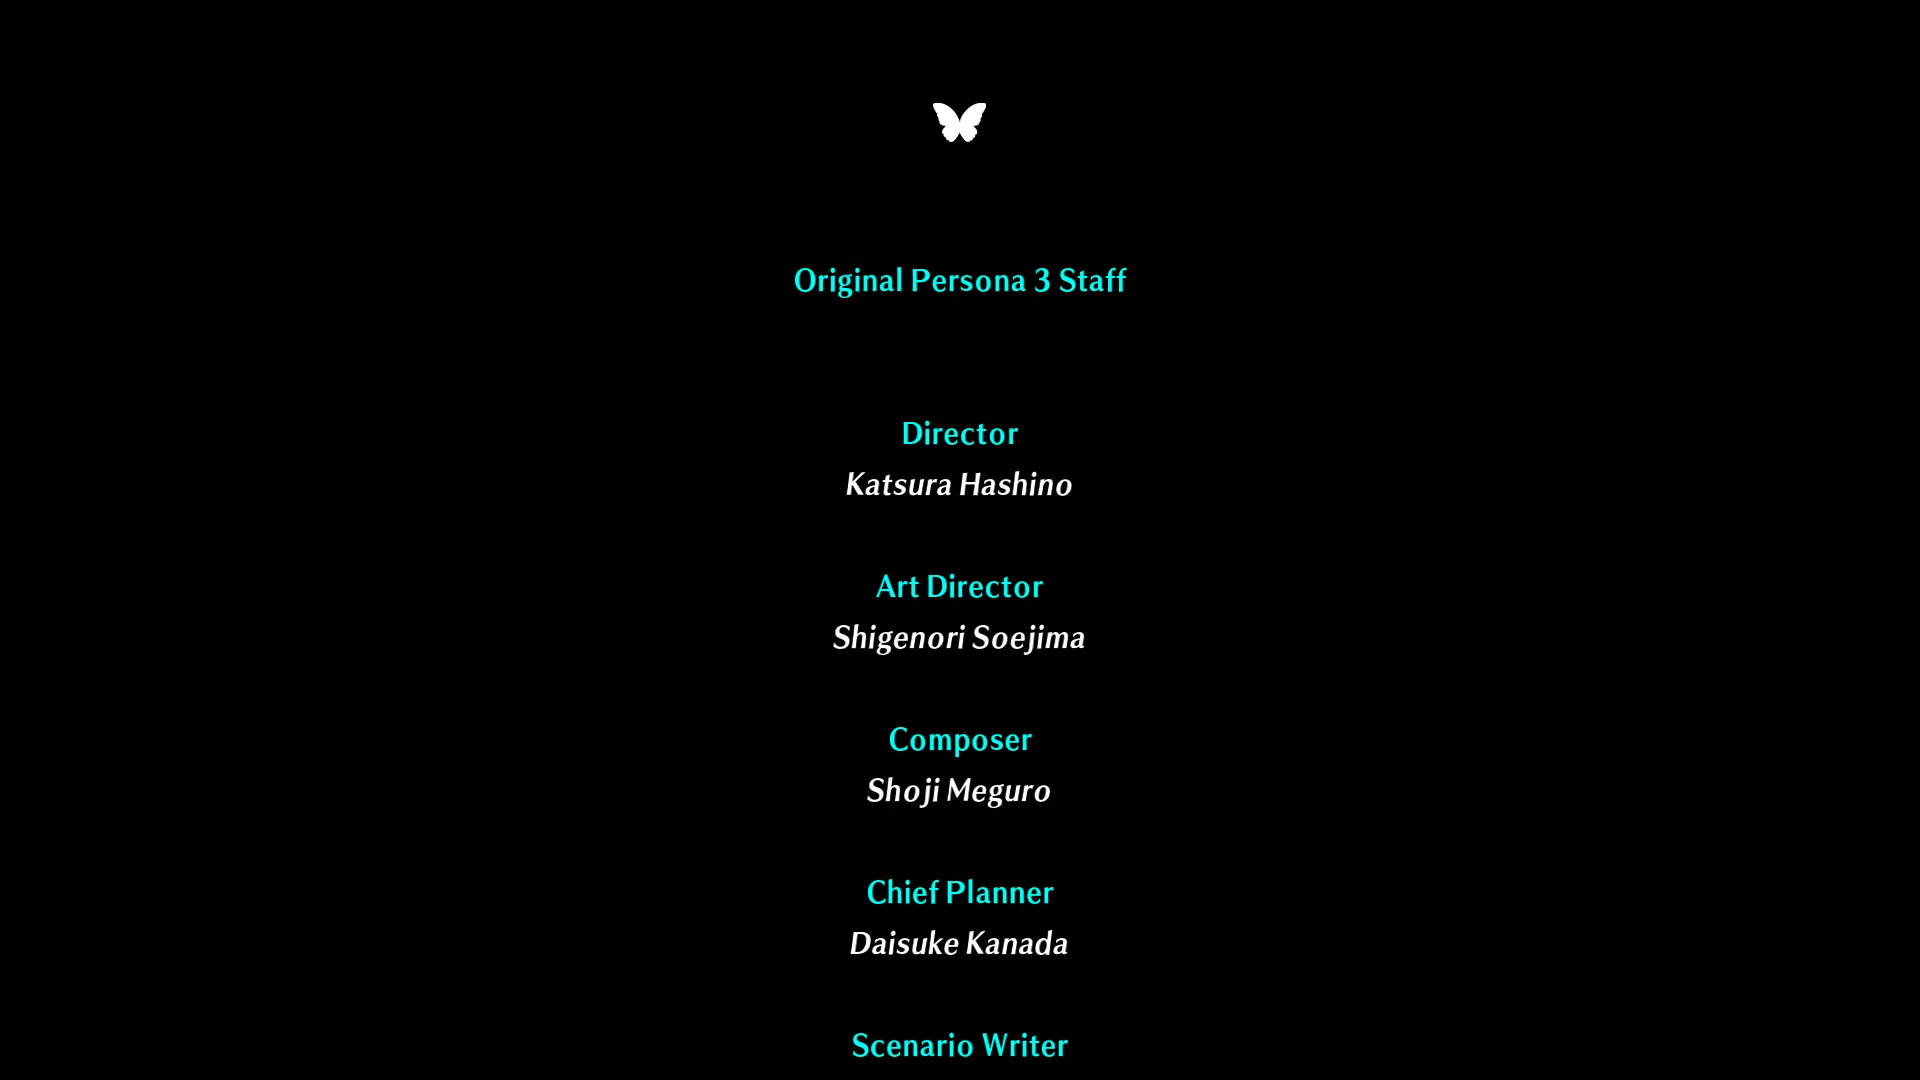 Original Persona 3 Staff
Director
Katsura Hashino
Art Director
Shigenori Soejima
Composer
Shoji Meguro
Chief Planner
Daisuke Kanada
Scenario Writer